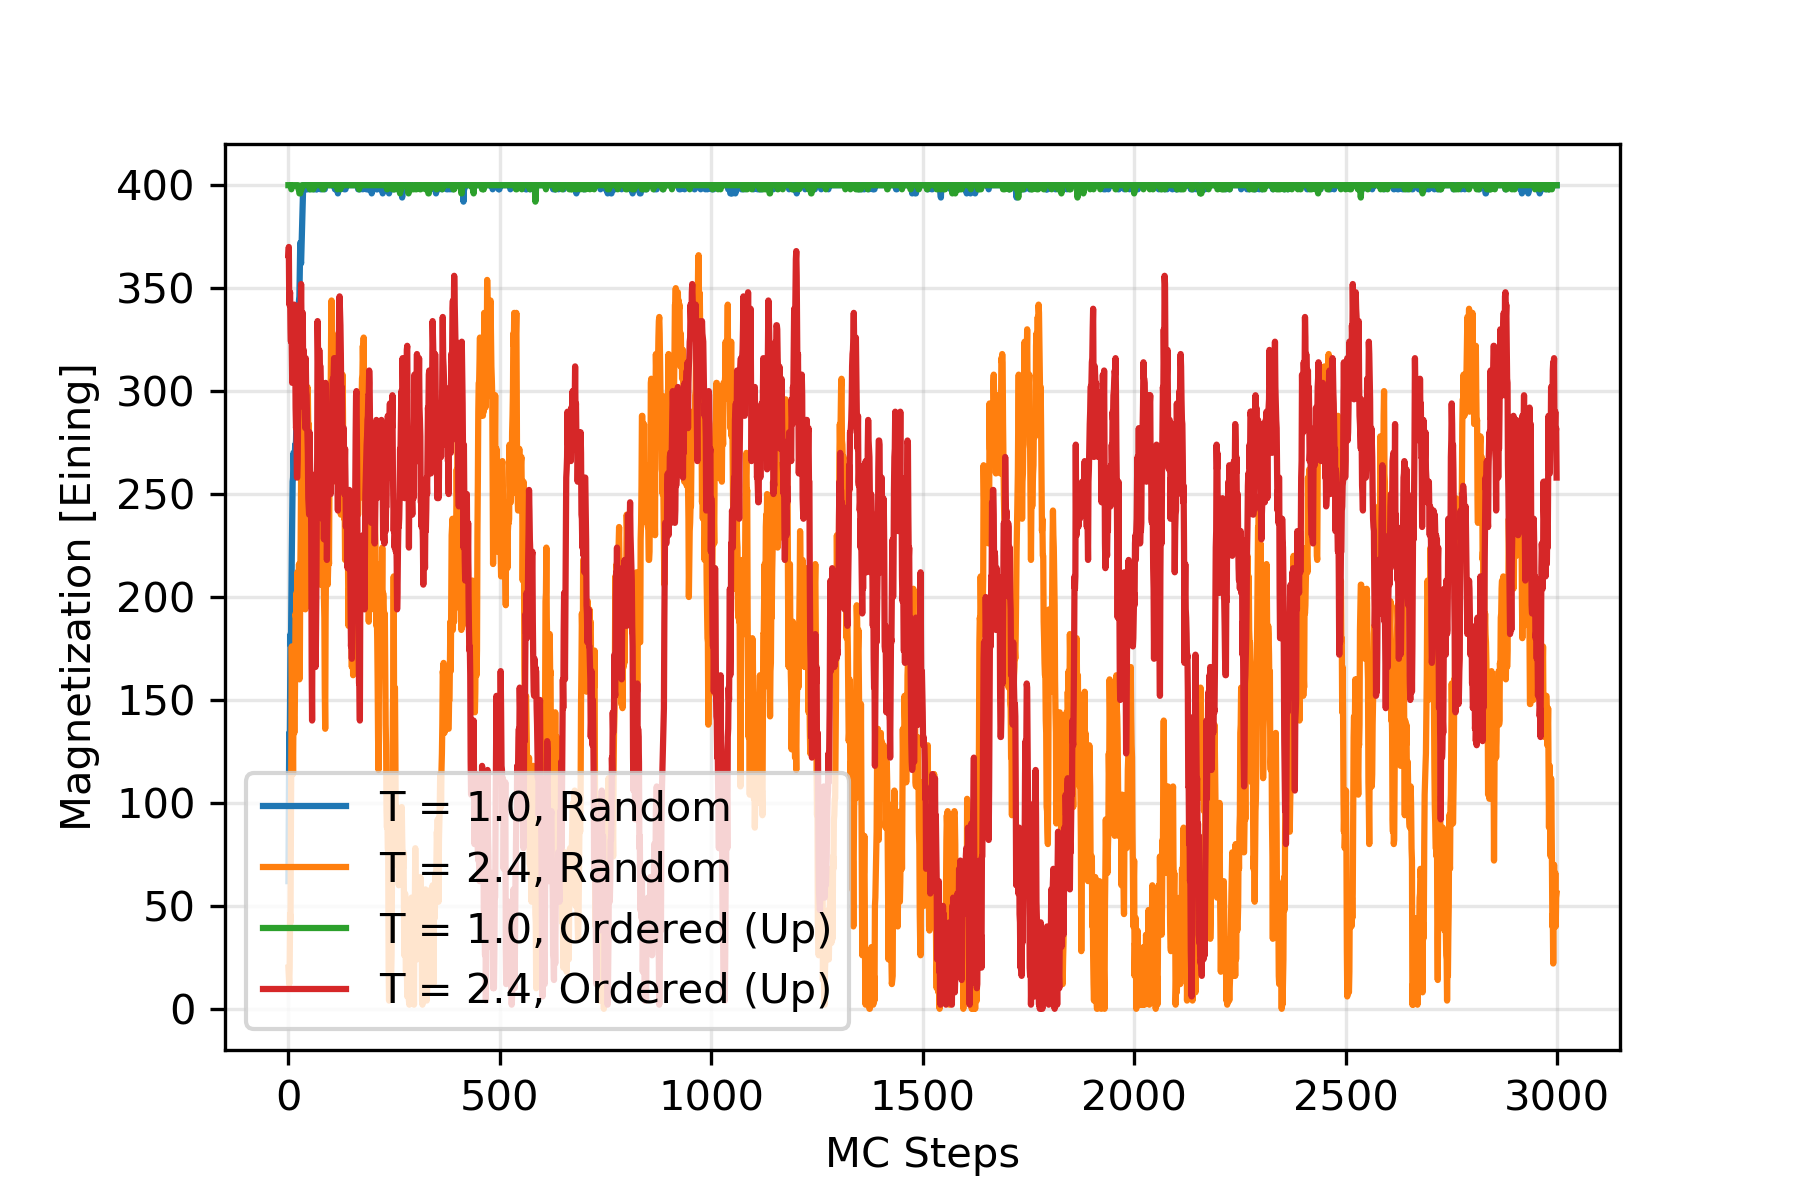 Magnetization [Eining]
400
350
300
250
200
150
100
50
0
T = 1.0, Random
T = 2.4, Random
T = 1.0, Ordered (Up)
T = 2.4, Ordered (Up)
0 500 1000 1500 2000 2500 3000
MC Steps